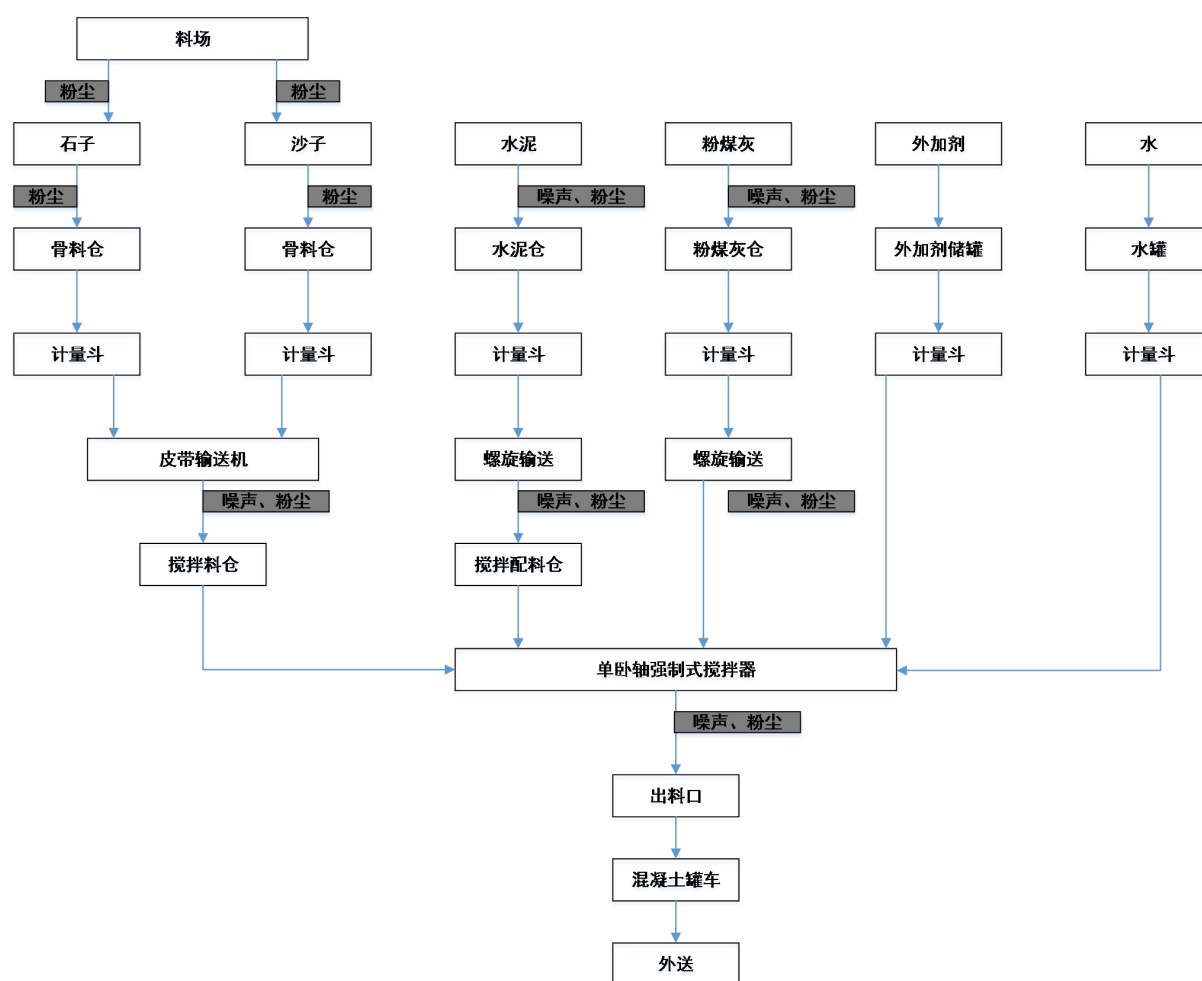 料场
粉尘 粉尘
石子 沙子 水泥 粉煤灰 外加剂 水
粉尘 粉尘 噪声、粉尘 噪声、粉尘
骨料仓 骨料仓 水泥仓 粉煤灰仓 外加剂储罐 水罐
计量斗 计量斗 计量斗 计量斗 计量斗 计量斗
皮带输送机 螺旋输送 螺旋输送
噪声、粉尘 噪声、粉尘 噪声、粉尘
搅拌料仓 搅拌配料仓
单卧轴强制式搅拌器
噪声、粉尘
出料口
混凝土罐车
外送